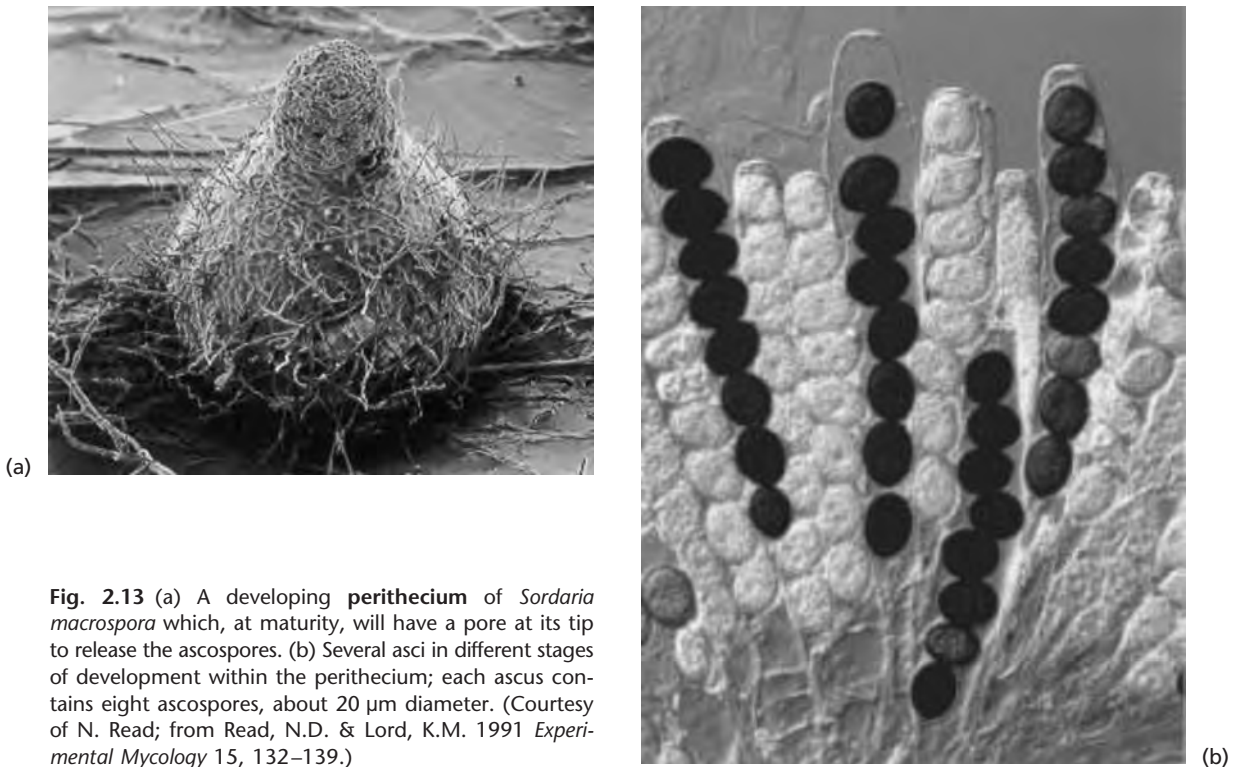 (a)
(b)
Fig. 2.13 (a) A developing perithecium of Sordaria
macrospora which, at maturity, will have a pore at its tip
to release the ascospores. (b) Several asci in different stages
of development within the perithecium; each ascus con-
tains eight ascospores, about 20 µm diameter. (Courtesy
of N. Read; from Read, N.D. & Lord, K.M. 1991 Experi-
mental Mycology 15, 132–139.)